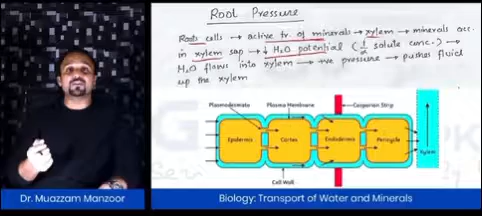 Root Pressure
Roots cells → active tr. of minerals → xylem → minerals acc.
in xylem sap → ↓ H₂O potential (↑ solute conc.) →
H₂O flows into xylem → +ve pressure → pushes fluid
up the xylem
Plasmodesmata
Plasma Membrane
Casparian Strip
Epidermis
Cortex
Endodermis
Pericycle
Xylem
Cell Wall
Dr. Muazzam Manzoor
Biology: Transport of Water and Minerals